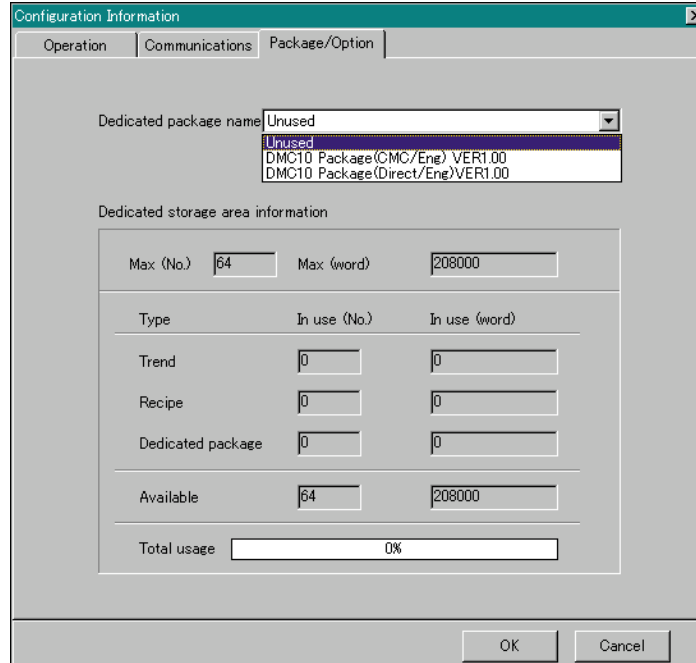 Configuration Information
Operation Communications Package/Option
Dedicated package name Unused
Unused
DMC10 Package(CMC/Eng) VER1.00
DMC10 Package(Direct/Eng)VER1.00
Dedicated storage area information
Max (No.) 64 Max (word) 208000
Type In use (No.) In use (word)
Trend 0 0
Recipe 0 0
Dedicated package 0 0
Available 64 208000
Total usage 0%
OK Cancel